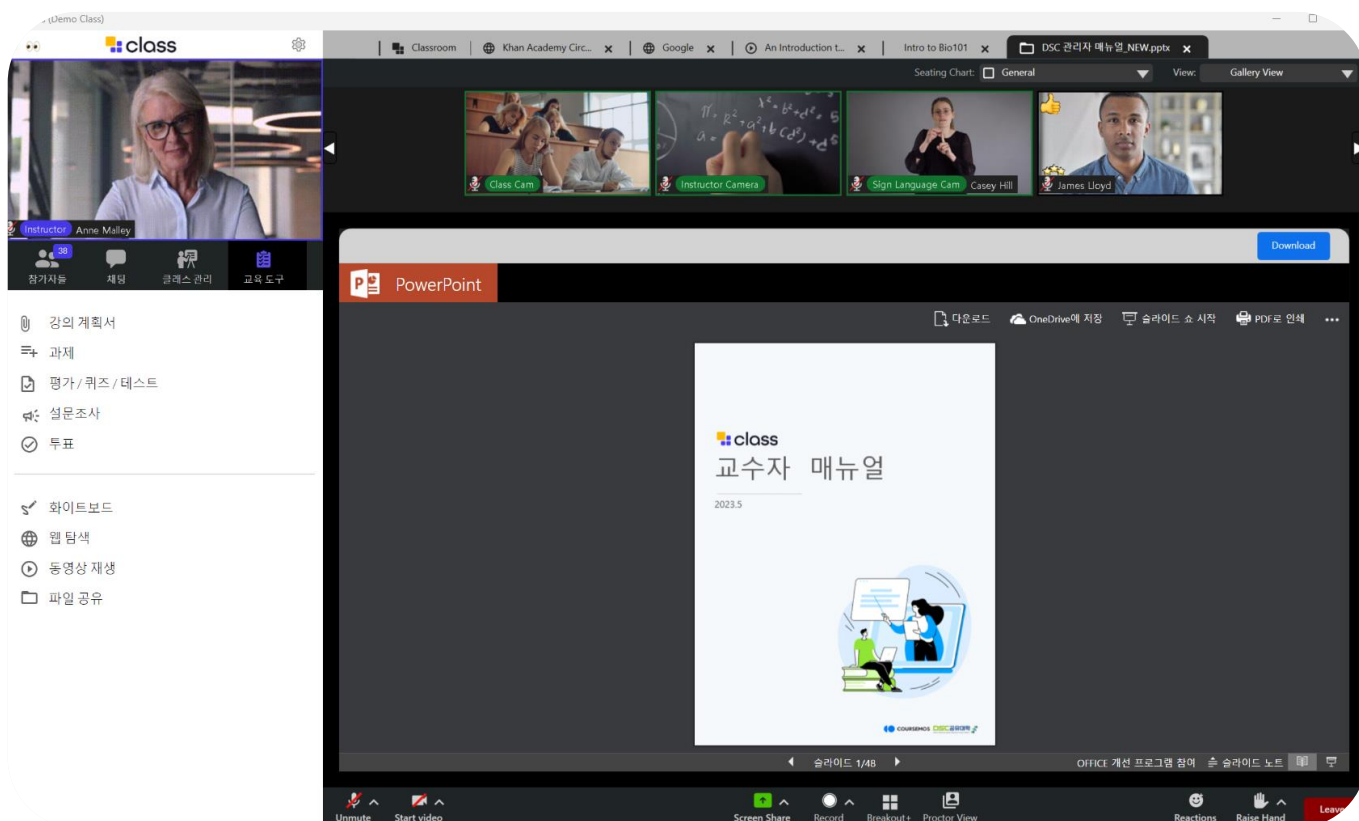 (Demo Class)
class
Classroom
Khan Academy Circ...
Google
An Introduction t...
Intro to Bio101
DSC 관리자 매뉴얼_NEW.pptx
Seating Chart:
General
View:
Gallery View
Class Cam
Instructor Camera
Sign Language Cam
Casey Hill
James Lloyd
Instructor
Anne Malley
38
참가자들
채팅
클래스 관리
교육 도구
강의 계획서
과제
평가 / 퀴즈 / 테스트
설문조사
투표
화이트보드
웹 탐색
동영상 재생
파일 공유
Download
PowerPoint
다운로드
OneDrive에 저장
슬라이드 쇼 시작
PDF로 인쇄
class
교수자 매뉴얼
2023.5
COURSEMOS DSC공유대학
슬라이드 1/48
OFFICE 개선 프로그램 참여
슬라이드 노트
Unmute
Start video
Screen Share
Record
Breakout+
Proctor View
Reactions
Raise Hand
Leave